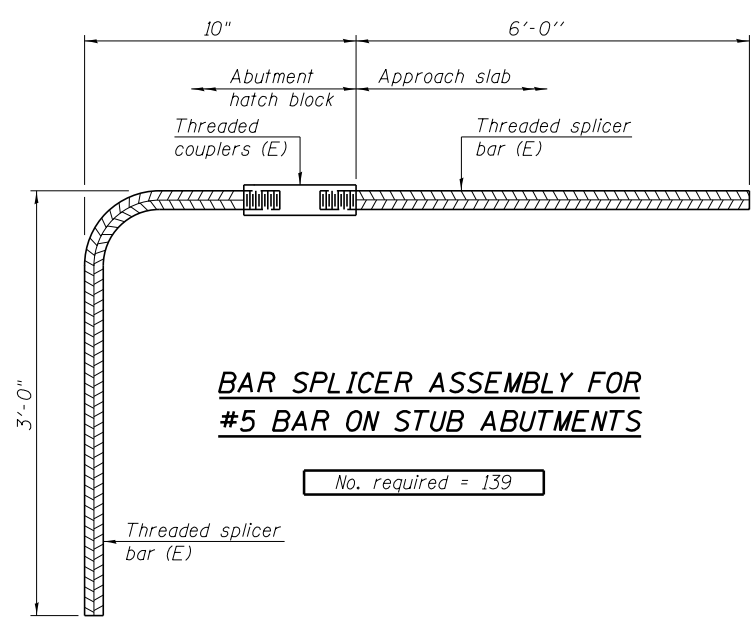 10"
6'-0''
Abutment
hatch block
Approach slab
Threaded
couplers (E)
Threaded splicer
bar (E)
3'-0"
BAR SPLICER ASSEMBLY FOR
#5 BAR ON STUB ABUTMENTS
No. required = 139
Threaded splicer
bar (E)